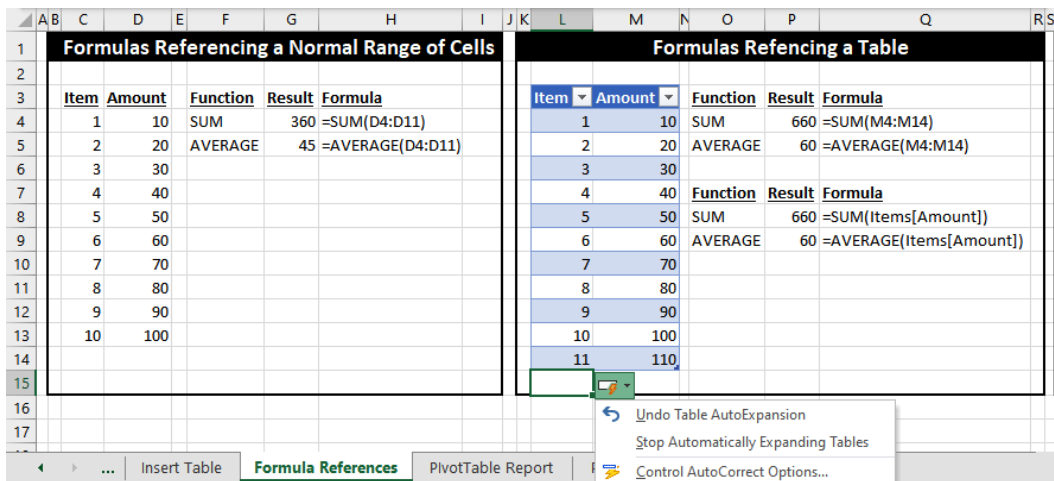 A B C D E F G H I J K L M N O P Q R S
1 Formulas Referencing a Normal Range of Cells Formulas Refencing a Table
2
3 Item Amount Function Result Formula Item Amount Function Result Formula
4 1 10 SUM 360 =SUM(D4:D11) 1 10 SUM 660 =SUM(M4:M14)
5 2 20 AVERAGE 45 =AVERAGE(D4:D11) 2 20 AVERAGE 60 =AVERAGE(M4:M14)
6 3 30 3 30
7 4 40 4 40 Function Result Formula
8 5 50 5 50 SUM 660 =SUM(Items[Amount])
9 6 60 6 60 AVERAGE 60 =AVERAGE(Items[Amount])
10 7 70 7 70
11 8 80 8 80
12 9 90 9 90
13 10 100 10 100
14 11 110
15
16 Undo Table AutoExpansion
17 Stop Automatically Expanding Tables
... Insert Table Formula References PIvotTable Report Control AutoCorrect Options...